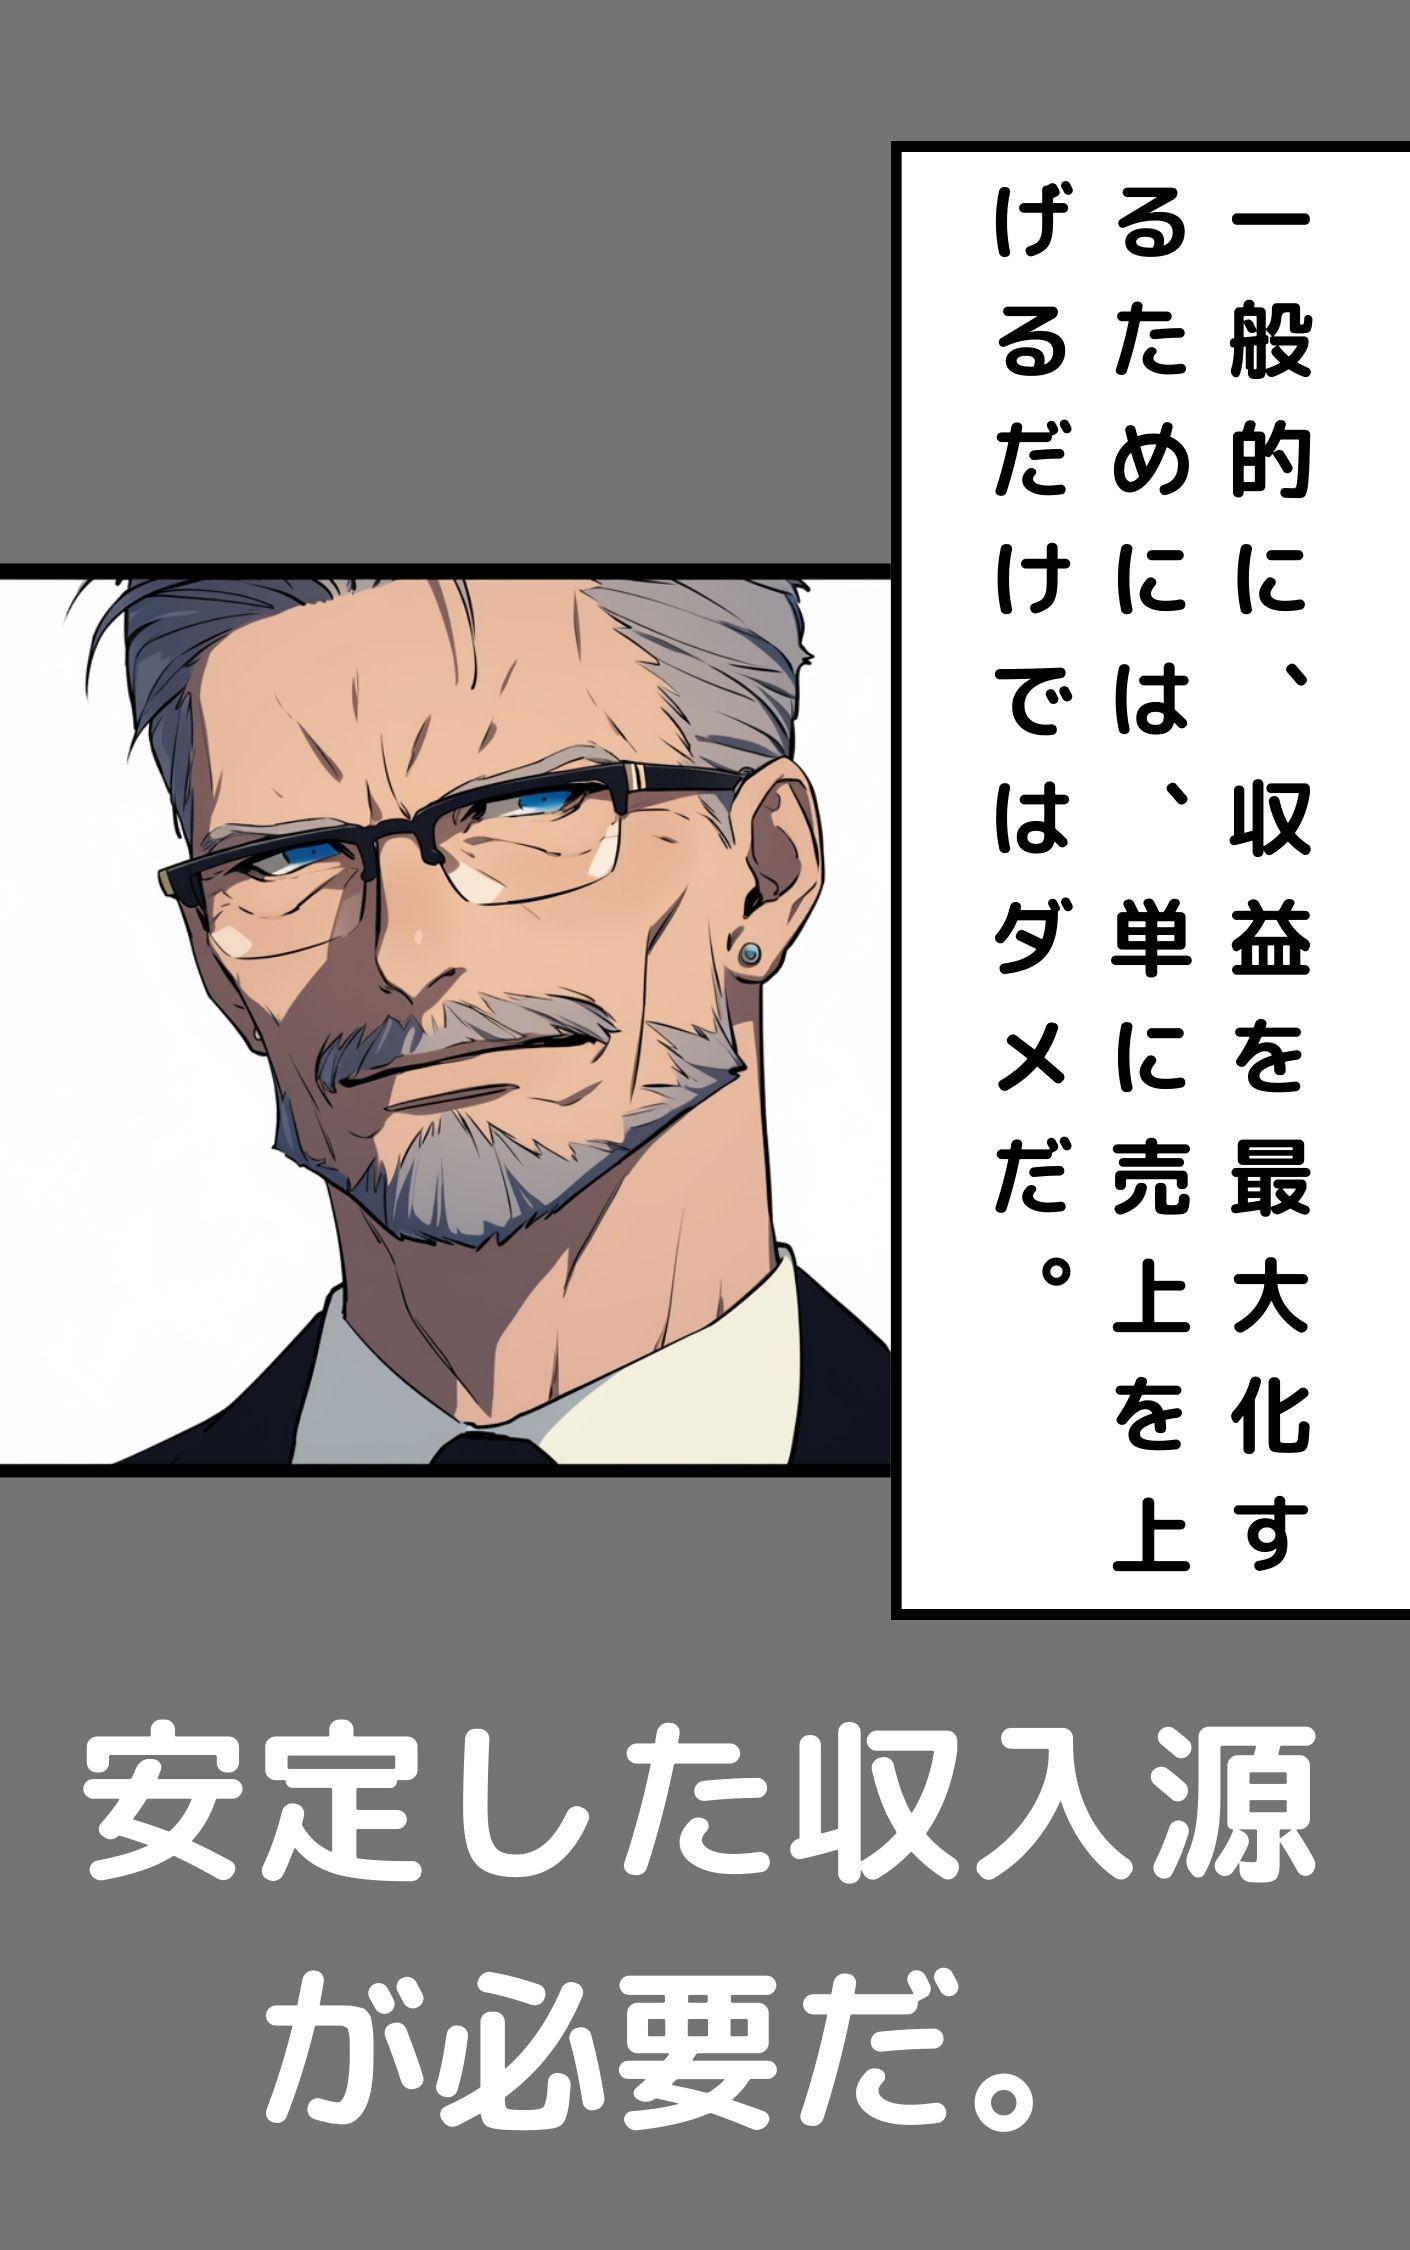 一般的に、収益を最大化す
るためには、単に売上を上
げるだけではダメだ。
安定した収入源
が必要だ。